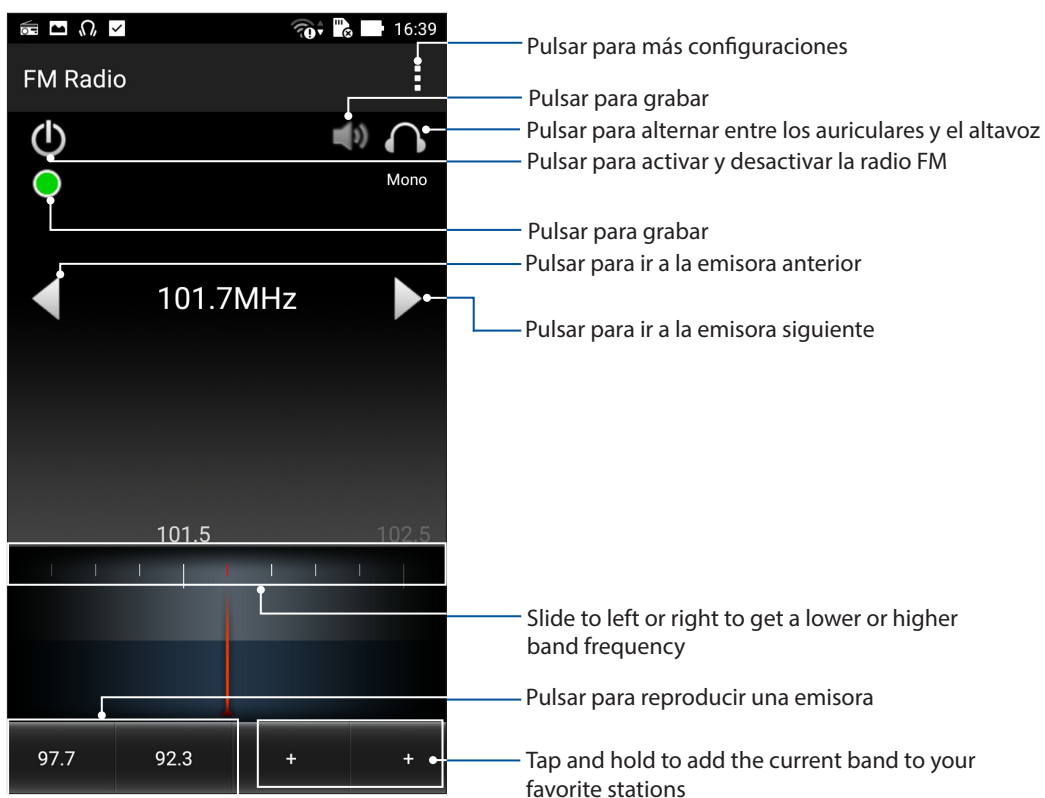 16:39
Pulsar para más configuraciones
FM Radio
Pulsar para grabar
Pulsar para alternar entre los auriculares y el altavoz
Pulsar para activar y desactivar la radio FM
Mono
Pulsar para grabar
Pulsar para ir a la emisora anterior
101.7MHz
Pulsar para ir a la emisora siguiente
101.5 102.5
Slide to left or right to get a lower or higher
band frequency
Pulsar para reproducir una emisora
97.7 92.3 + +
Tap and hold to add the current band to your
favorite stations